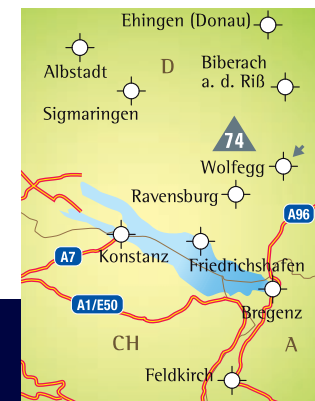 Ehingen (Donau)
Albstadt
D
Biberach
a. d. Riß
Sigmaringen
74
Wolfegg
Ravensburg
A96
A7
Konstanz
Friedrichshafen
A1/E50
Bregenz
CH
A
Feldkirch